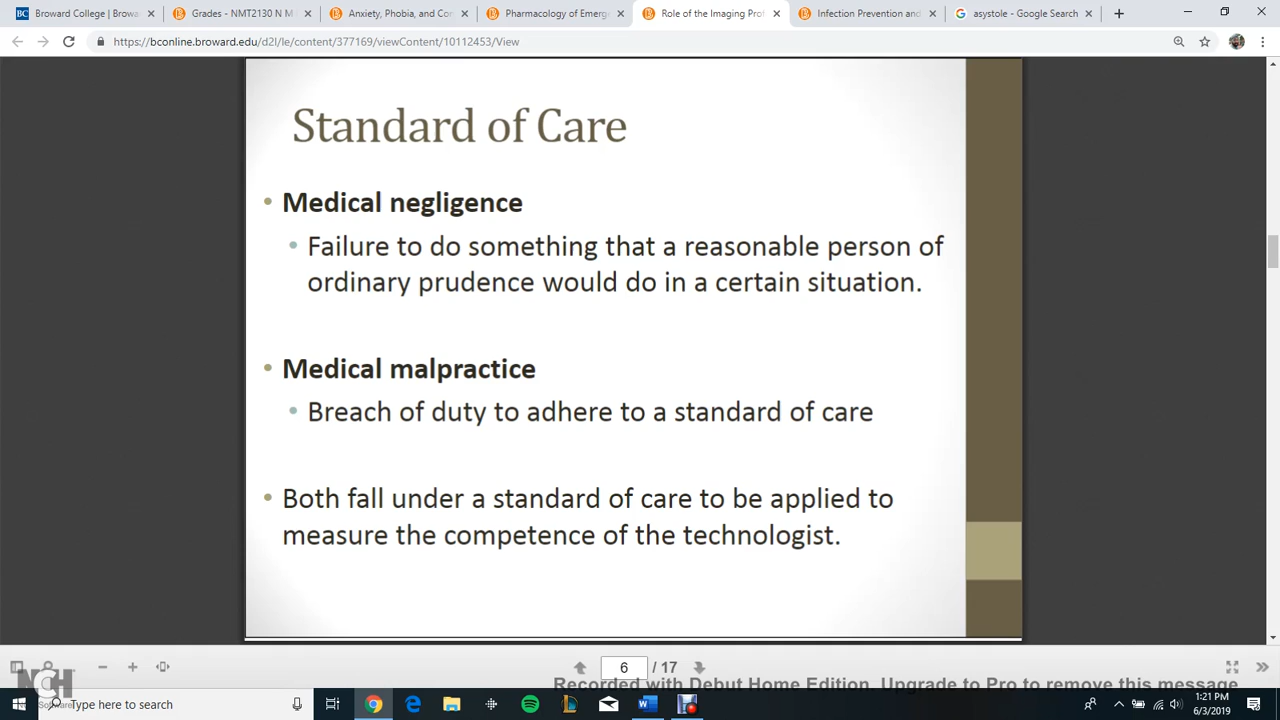 Broward College | Browa
Grades - NMT2130 N M
Anxiety, Phobia, and Con
Pharmacology of Emerg
Role of the Imaging Prof
Infection Prevention and
asystole - Google Search
https://bconline.broward.edu/d2l/le/content/377169/viewContent/10112453/View
Standard of Care
• Medical negligence
• Failure to do something that a reasonable person of
ordinary prudence would do in a certain situation.
• Medical malpractice
• Breach of duty to adhere to a standard of care
• Both fall under a standard of care to be applied to
measure the competence of the technologist.
6 / 17
NCH
Software
Recorded with Debut Home Edition. Upgrade to Pro to remove this message
Type here to search
1:21 PM
6/3/2019